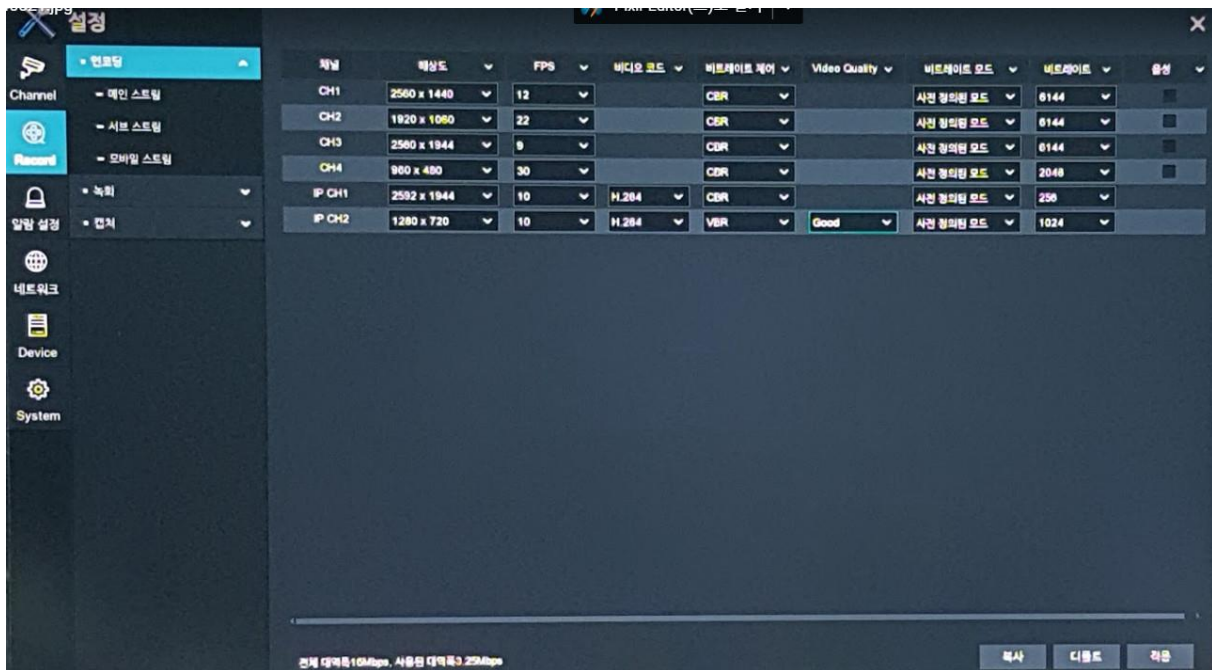 설정
Channel
Record
알람 설정
네트워크
Device
System
인코딩
메인 스트림
서브 스트림
모바일 스트림
녹회
캡처
채널 해상도 FPS 비디오 코드 비트레이트 제어 Video Quality 비트레이트 모드 비트레이트 음성
CH1 2560 x 1440 12 CBR 사전 정의된 모드 6144
CH2 1920 x 1080 22 CBR 사전 정의된 모드 6144
CH3 2560 x 1944 9 CBR 사전 정의된 모드 6144
CH4 960 x 480 30 CBR 사전 정의된 모드 2048
IP CH1 2592 x 1944 10 H.264 CBR 사전 정의된 모드 256
IP CH2 1280 x 720 10 H.264 VBR Good 사전 정의된 모드 1024
전체 대역폭16Mbps, 사용된 대역폭3.25Mbps
복사 디폴트 적용